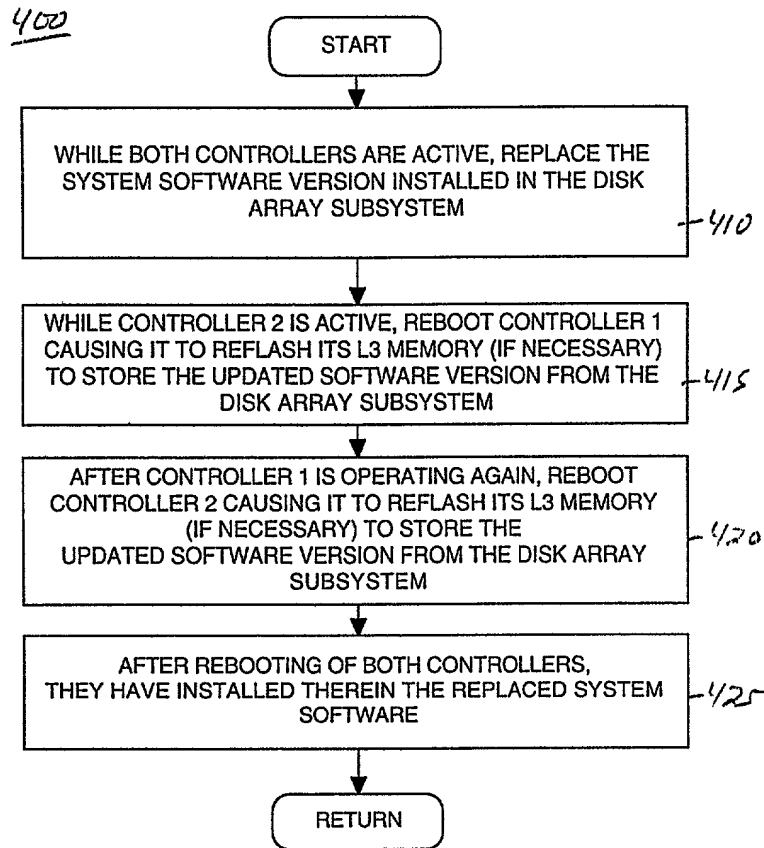 400
START
WHILE BOTH CONTROLLERS ARE ACTIVE, REPLACE THE
SYSTEM SOFTWARE VERSION INSTALLED IN THE DISK
ARRAY SUBSYSTEM
410
WHILE CONTROLLER 2 IS ACTIVE, REBOOT CONTROLLER 1
CAUSING IT TO REFLASH ITS L3 MEMORY (IF NECESSARY)
TO STORE THE UPDATED SOFTWARE VERSION FROM THE
DISK ARRAY SUBSYSTEM
415
AFTER CONTROLLER 1 IS OPERATING AGAIN, REBOOT
CONTROLLER 2 CAUSING IT TO REFLASH ITS L3 MEMORY
(IF NECESSARY) TO STORE THE
UPDATED SOFTWARE VERSION FROM THE DISK ARRAY
SUBSYSTEM
420
AFTER REBOOTING OF BOTH CONTROLLERS,
THEY HAVE INSTALLED THEREIN THE REPLACED SYSTEM
SOFTWARE
425
RETURN